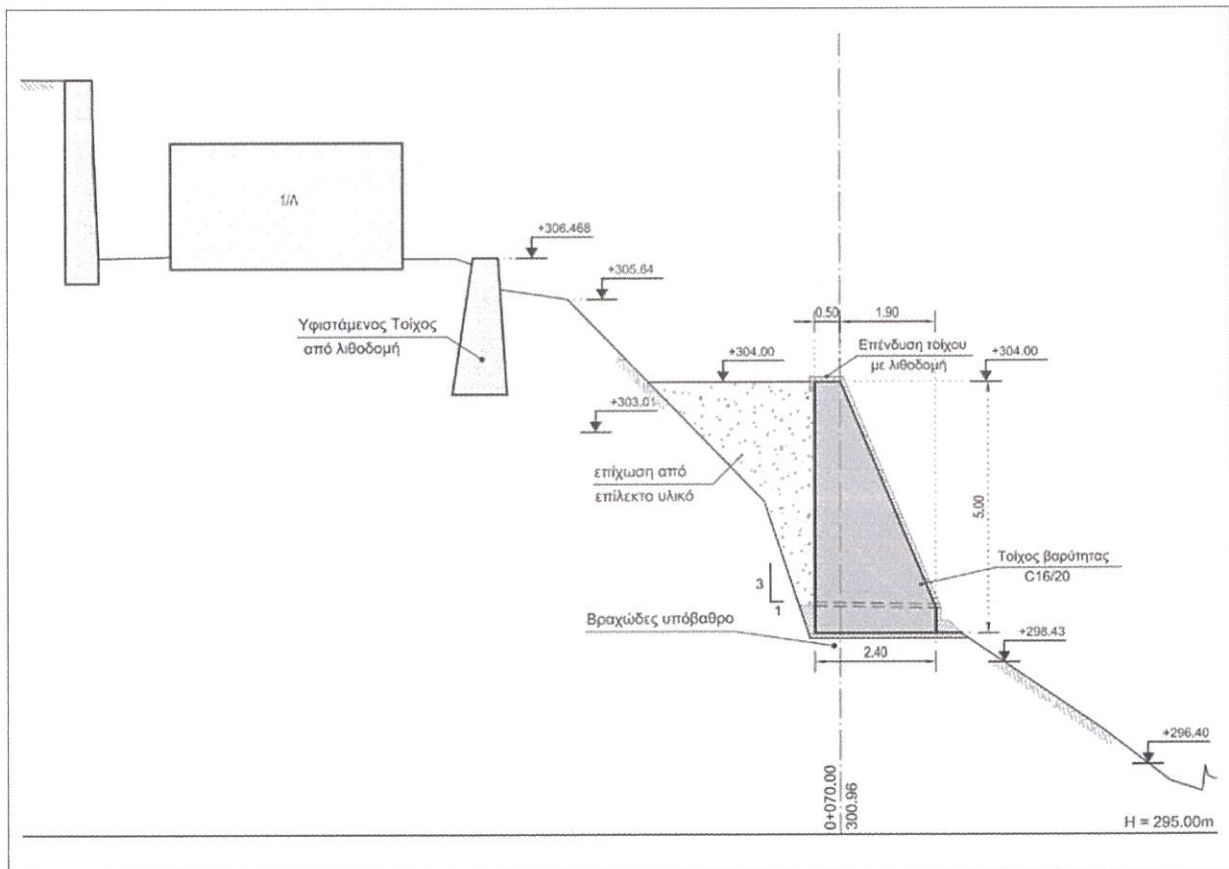 1/Λ
+306.468
+305.64
Υφιστάμενος Τοίχος
από λιθοδομή
0.50
1.90
Επένδυση τοίχου
με λιθοδομή
+304.00
+304.00
+303.01
επίχωση από
επίλεκτο υλικό
5.00
Τοίχος βαρύτητας
C16/20
3
1
Βραχώδες υπόβαθρο
+298.43
2.40
+296.40
0+070.00
300.96
H = 295.00m